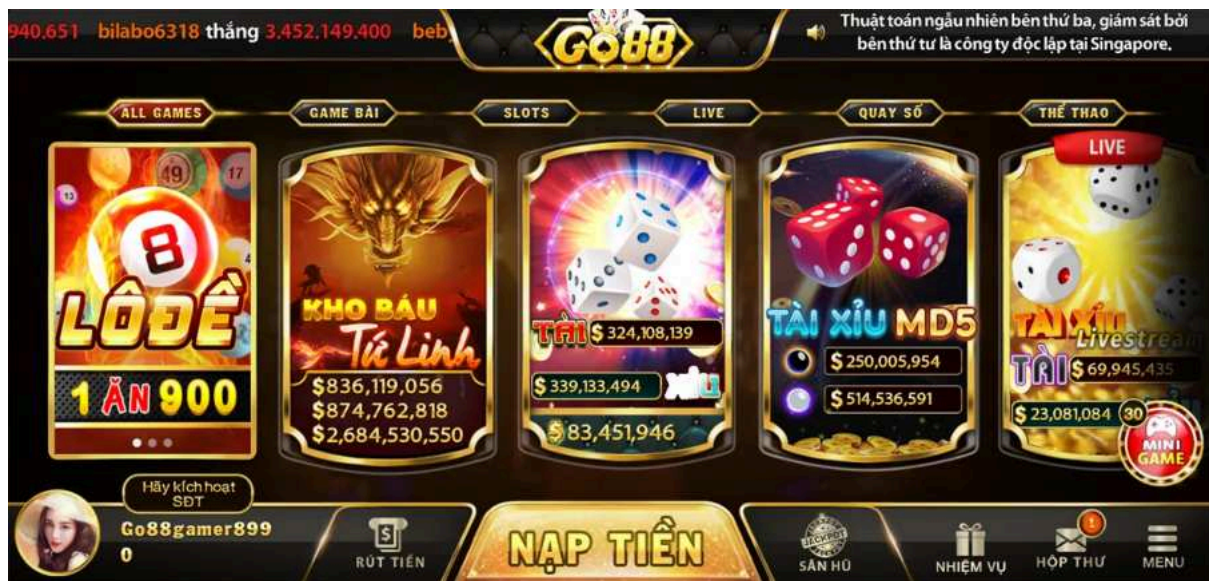 940.651 bilabo6318 thắng 3.452.149.400 beb
GO88
Thuật toán ngẫu nhiên bên thứ ba, giám sát bởi
bên thứ tư là công ty độc lập tại Singapore.
ALL GAMES
GAME BÀI
SLOTS
LIVE
QUAY SỐ
THỂ THAO
49
17
13
8
LÔĐỀ
1 ĂN 900
KHO BÁU
Tứ Linh
$836,119,056
$874,762,818
$2,684,530,550
TÀI $ 324,108,139
$ 339,133,494 XỈU
$ 83,451,946
TÀI XỈU MD5
$ 250,005,954
$ 514,536,591
LIVE
TÀI XỈU
Livestream
TÀI $ 69,945,435
$ 23,081,084 30
MINI
GAME
Hãy kích hoạt
SĐT
Go88gamer899
0
RÚT TIỀN
NẠP TIỀN
JACKPOT
SĂN HŨ
NHIỆM VỤ
1
HỘP THƯ
MENU